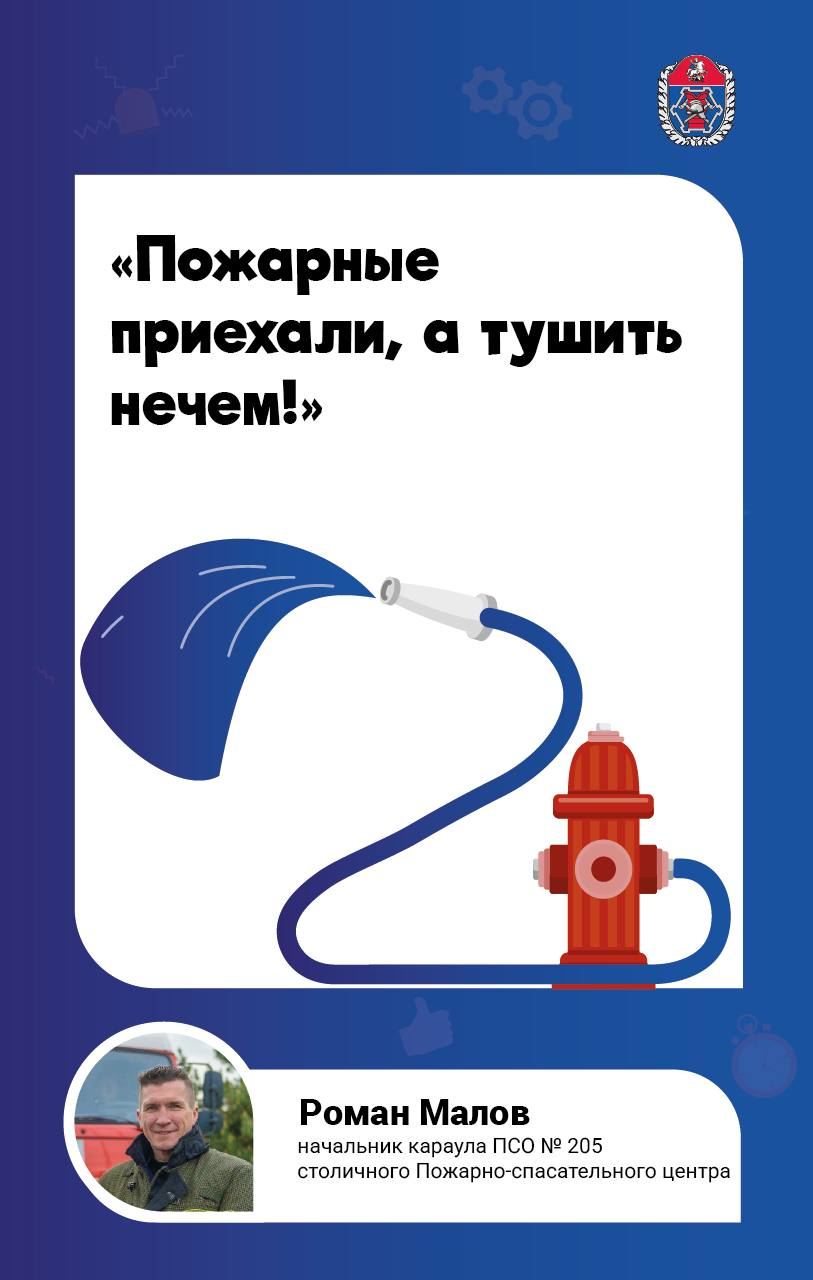 «Пожарные
приехали, а тушить
нечем!»
Роман Малов
начальник караула ПСО № 205
столичного Пожарно-спасательного центра